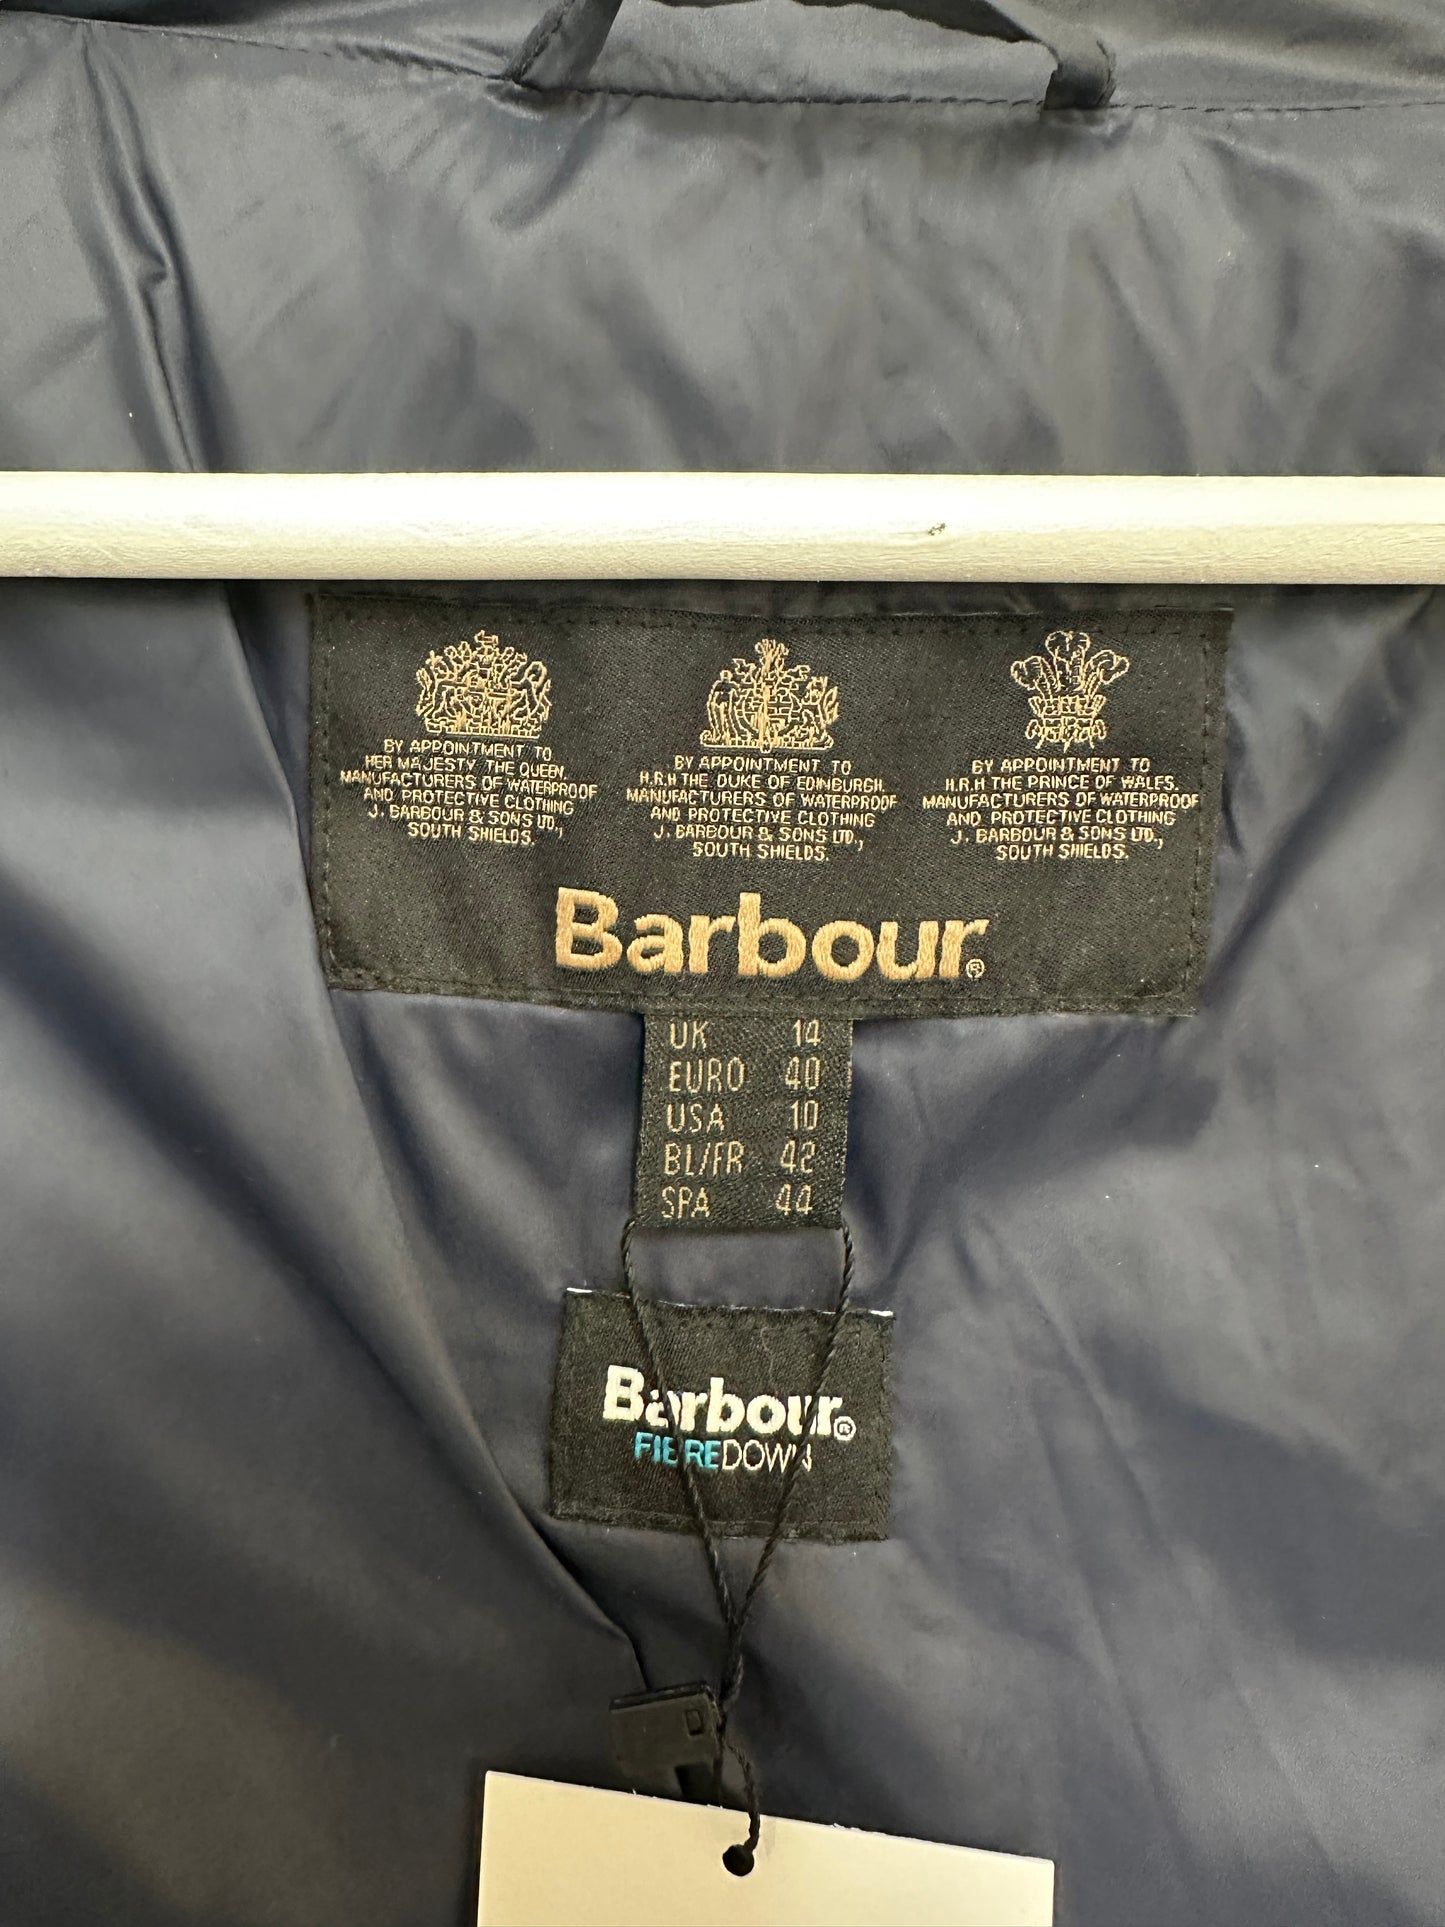 BY APPOINTMENT TO
HER MAJESTY THE QUEEN,
MANUFACTURERS OF WATERPROOF
AND PROTECTIVE CLOTHING
J. BARBOUR & SONS LTD.,
SOUTH SHIELDS.
BY APPOINTMENT TO
H.R.H THE DUKE OF EDINBURGH.
MANUFACTURERS OF WATERPROOF
AND PROTECTIVE CLOTHING
J. BARBOUR & SONS LTD.,
SOUTH SHIELDS.
BY APPOINTMENT TO
H.R.H THE PRINCE OF WALES.
MANUFACTURERS OF WATERPROOF
AND PROTECTIVE CLOTHING
J. BARBOUR & SONS LTD.,
SOUTH SHIELDS.
Barbour®
UK 14
EURO 40
USA 10
BL/FR 42
SPA 44
Barbour®
FIBREDOWN